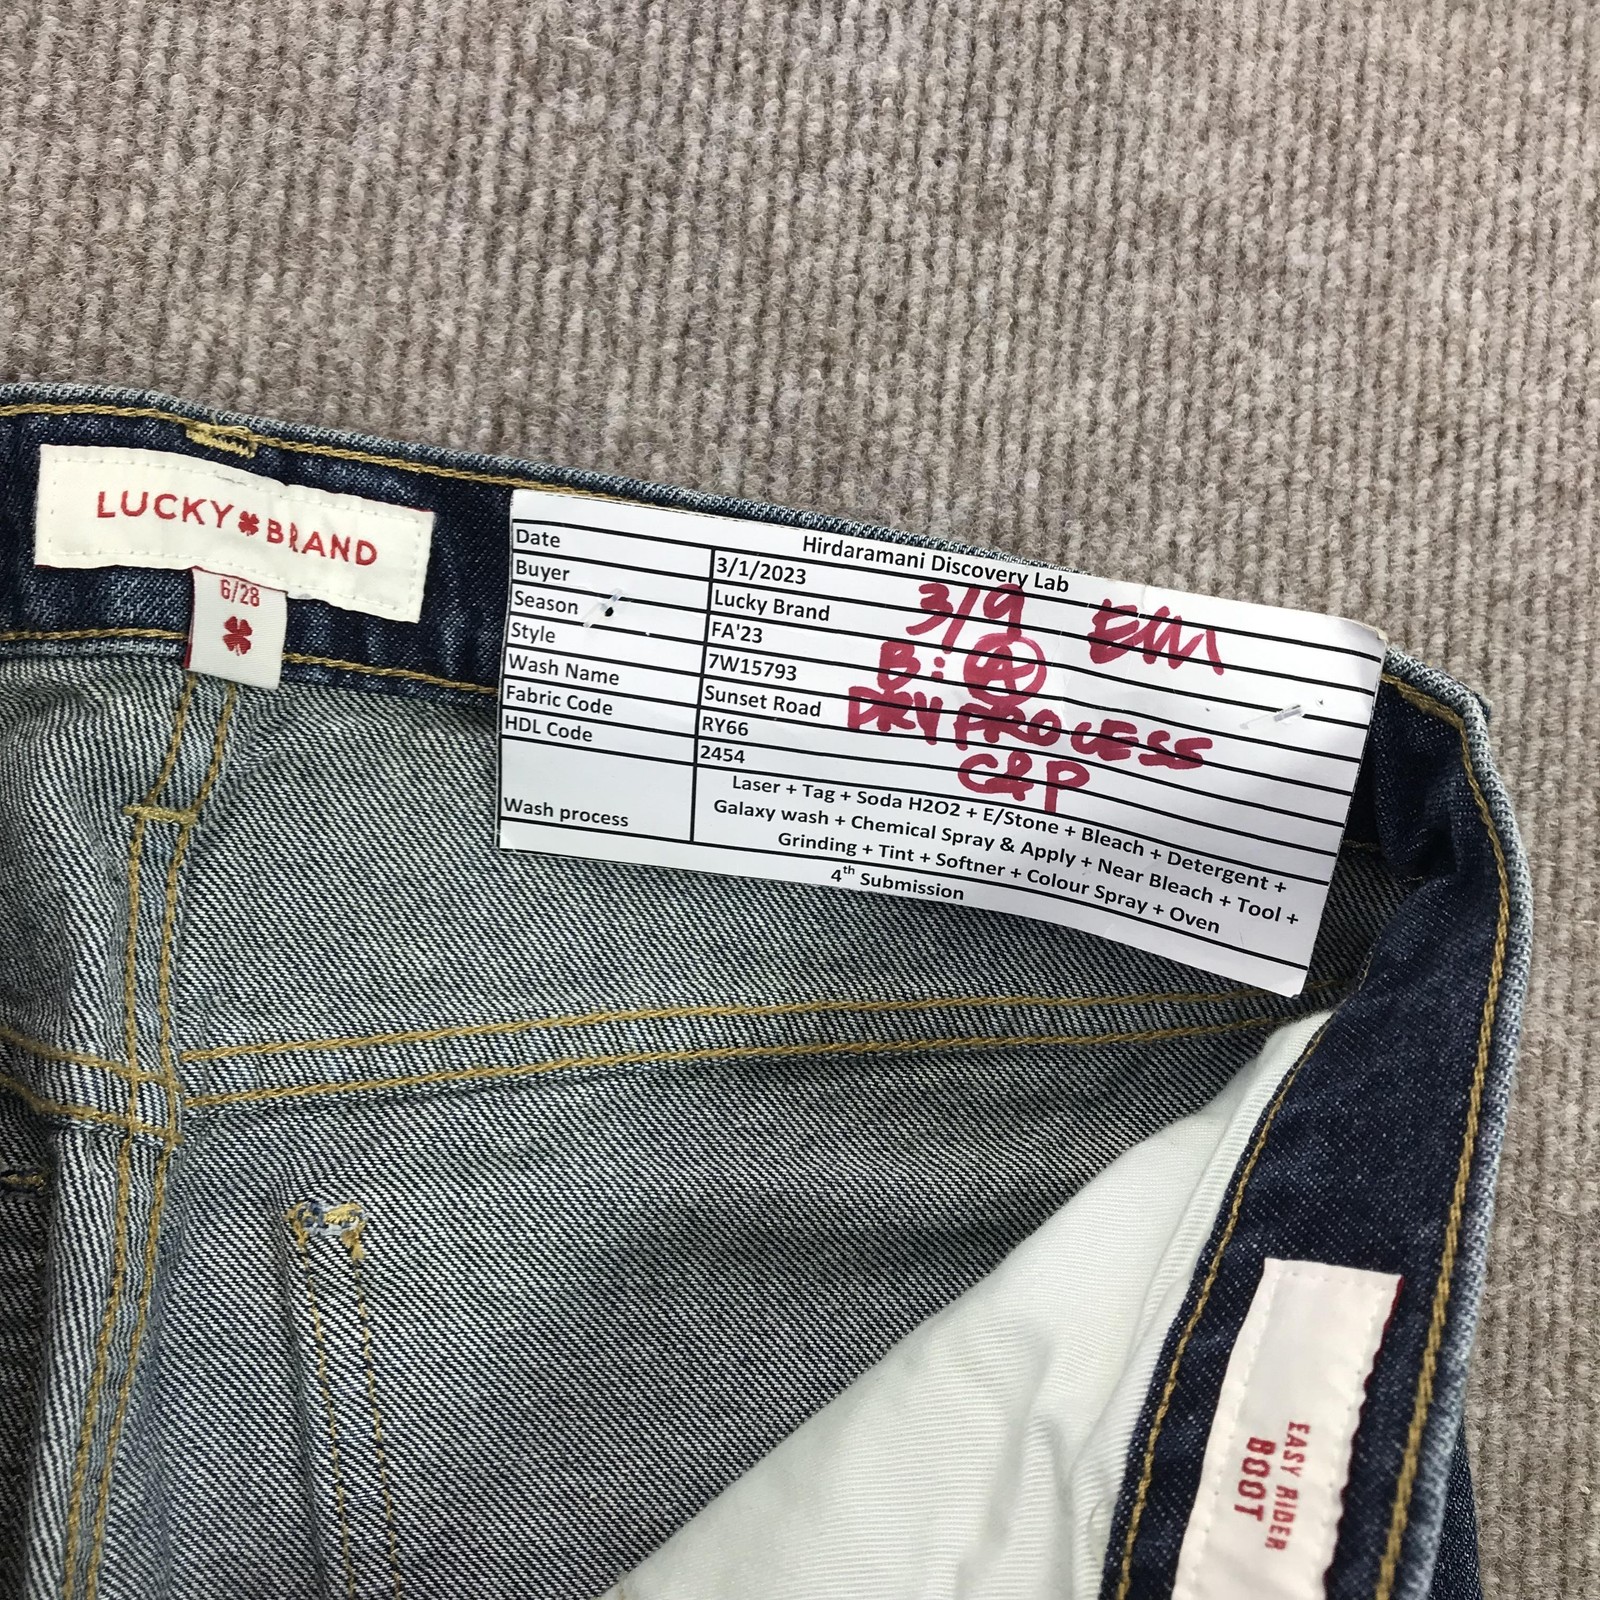 LUCKY BRAND
6/28
Hirdaramani Discovery Lab
Date 3/1/2023
Buyer Lucky Brand
Season FA'23
Style 7W15793
Wash Name Sunset Road
Fabric Code RY66
HDL Code 2454
Wash process Laser + Tag + Soda H2O2 + E/Stone + Bleach + Detergent +
Galaxy wash + Chemical Spray & Apply + Near Bleach + Tool +
Grinding + Tint + Softner + Colour Spray + Oven
4th Submission
3/9
B: A
DRY PROCESS
C&P
EASY RIDER
BOOT